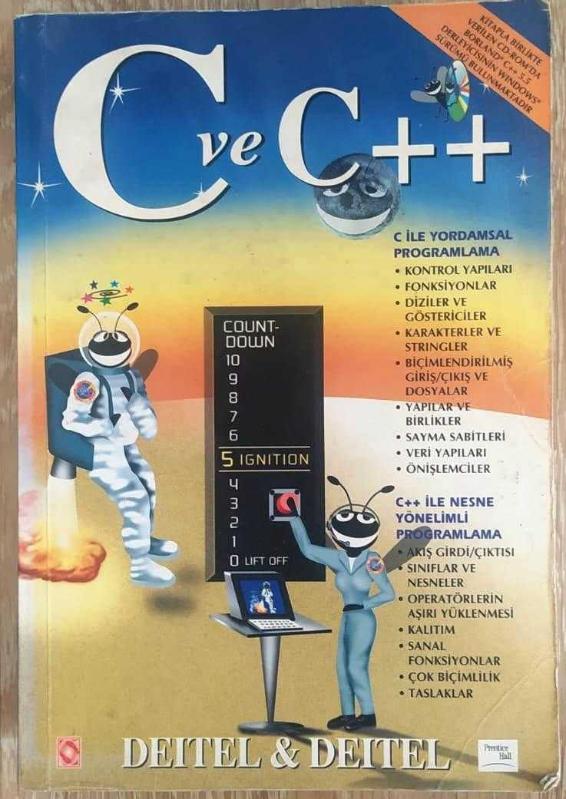 KİTAPLA BİRLİKTE
VERİLEN CD-ROM'DA
BORLAND® C++ 5.5
DERLEYİCİSİNİN WINDOWS®
SÜRÜMÜ BULUNMAKTADIR
C ve C++
C İLE YORDAMSAL
PROGRAMLAMA
• KONTROL YAPILARI
• FONKSİYONLAR
• DİZİLER VE
GÖSTERİCİLER
• KARAKTERLER VE
STRINGLER
• BİÇİMLENDİRİLMİŞ
GİRİŞ/ÇIKIŞ VE
DOSYALAR
• YAPILAR VE
BİRLİKLER
• SAYMA SABİTLERİ
• VERİ YAPILARI
• ÖNİŞLEMCİLER
C++ İLE NESNE
YÖNELİMLİ
PROGRAMLAMA
• AKIŞ GİRDİ/ÇIKTISI
• SINIFLAR VE
NESNELER
• OPERATÖRLERİN
AŞIRI YÜKLENMESİ
• KALITIM
• SANAL
FONKSİYONLAR
• ÇOK BİÇİMLİLİK
• TASLAKLAR
COUNT-
DOWN
10
9
8
7
6
5 IGNITION
4
3
2
1
0 LIFT OFF
DEITEL & DEITEL
Prentice
Hall